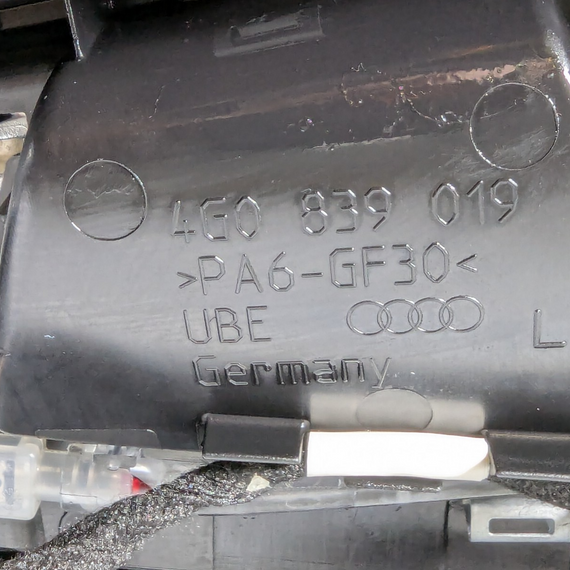 4G0 839 019
>PA6-GF30<
UBE
L
Germany